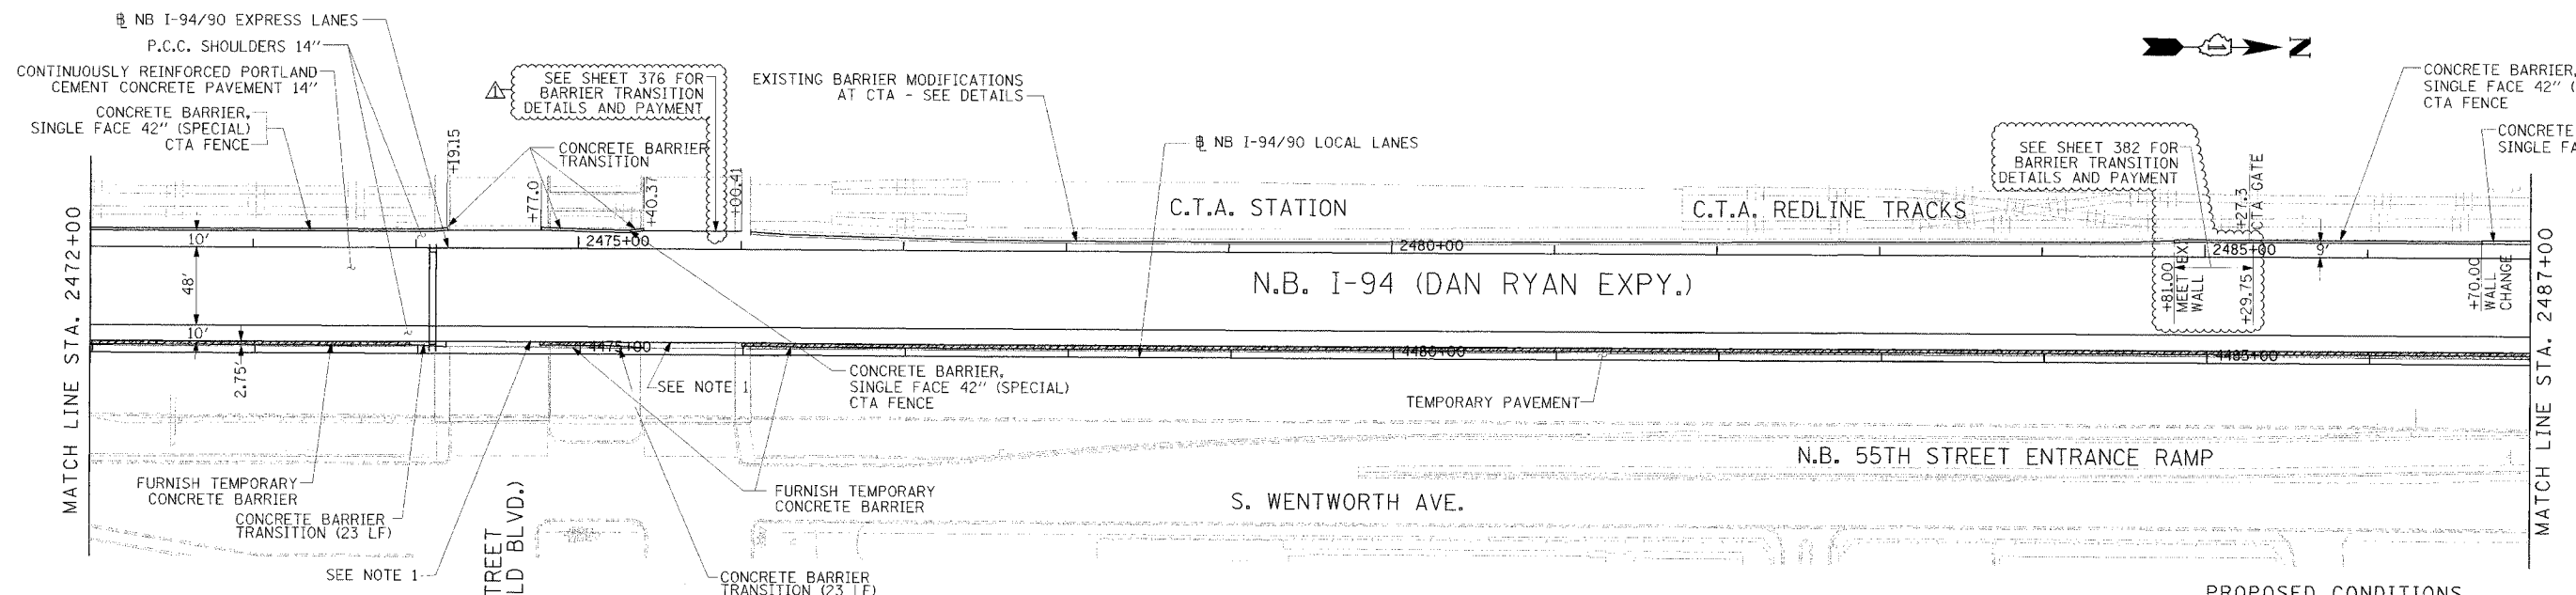 ℄ NB I-94/90 EXPRESS LANES
P.C.C. SHOULDERS 14"
CONTINUOUSLY REINFORCED PORTLAND
CEMENT CONCRETE PAVEMENT 14"
CONCRETE BARRIER,
SINGLE FACE 42" (SPECIAL)
CTA FENCE
1
SEE SHEET 376 FOR
BARRIER TRANSITION
DETAILS AND PAYMENT
EXISTING BARRIER MODIFICATIONS
AT CTA - SEE DETAILS
CONCRETE BARRIER
TRANSITION
℄ NB I-94/90 LOCAL LANES
N
CONCRETE BARRIER,
SINGLE FACE 42" (
CTA FENCE
CONCRETE
SINGLE FA
SEE SHEET 382 FOR
BARRIER TRANSITION
DETAILS AND PAYMENT
+19.15
+77.0
+40.37
+00.41
+27.3
CTA GATE
C.T.A. STATION
C.T.A. REDLINE TRACKS
MATCH LINE STA. 2472+00
10'
2475+00
2480+00
2485+00
9'
48'
N.B. I-94 (DAN RYAN EXPY.)
+81.00
MEET EX.
WALL
+29.75
+70.00
WALL
CHANGE
MATCH LINE STA. 2487+00
10'
4475+00
4480+00
4485+00
2.75'
SEE NOTE 1
CONCRETE BARRIER,
SINGLE FACE 42" (SPECIAL)
CTA FENCE
TEMPORARY PAVEMENT
N.B. 55TH STREET ENTRANCE RAMP
FURNISH TEMPORARY
CONCRETE BARRIER
FURNISH TEMPORARY
CONCRETE BARRIER
S. WENTWORTH AVE.
CONCRETE BARRIER
TRANSITION (23 LF)
SEE NOTE 1
TREET
LD BLVD.)
CONCRETE BARRIER
TRANSITION (23 LF)
PROPOSED CONDITIONS